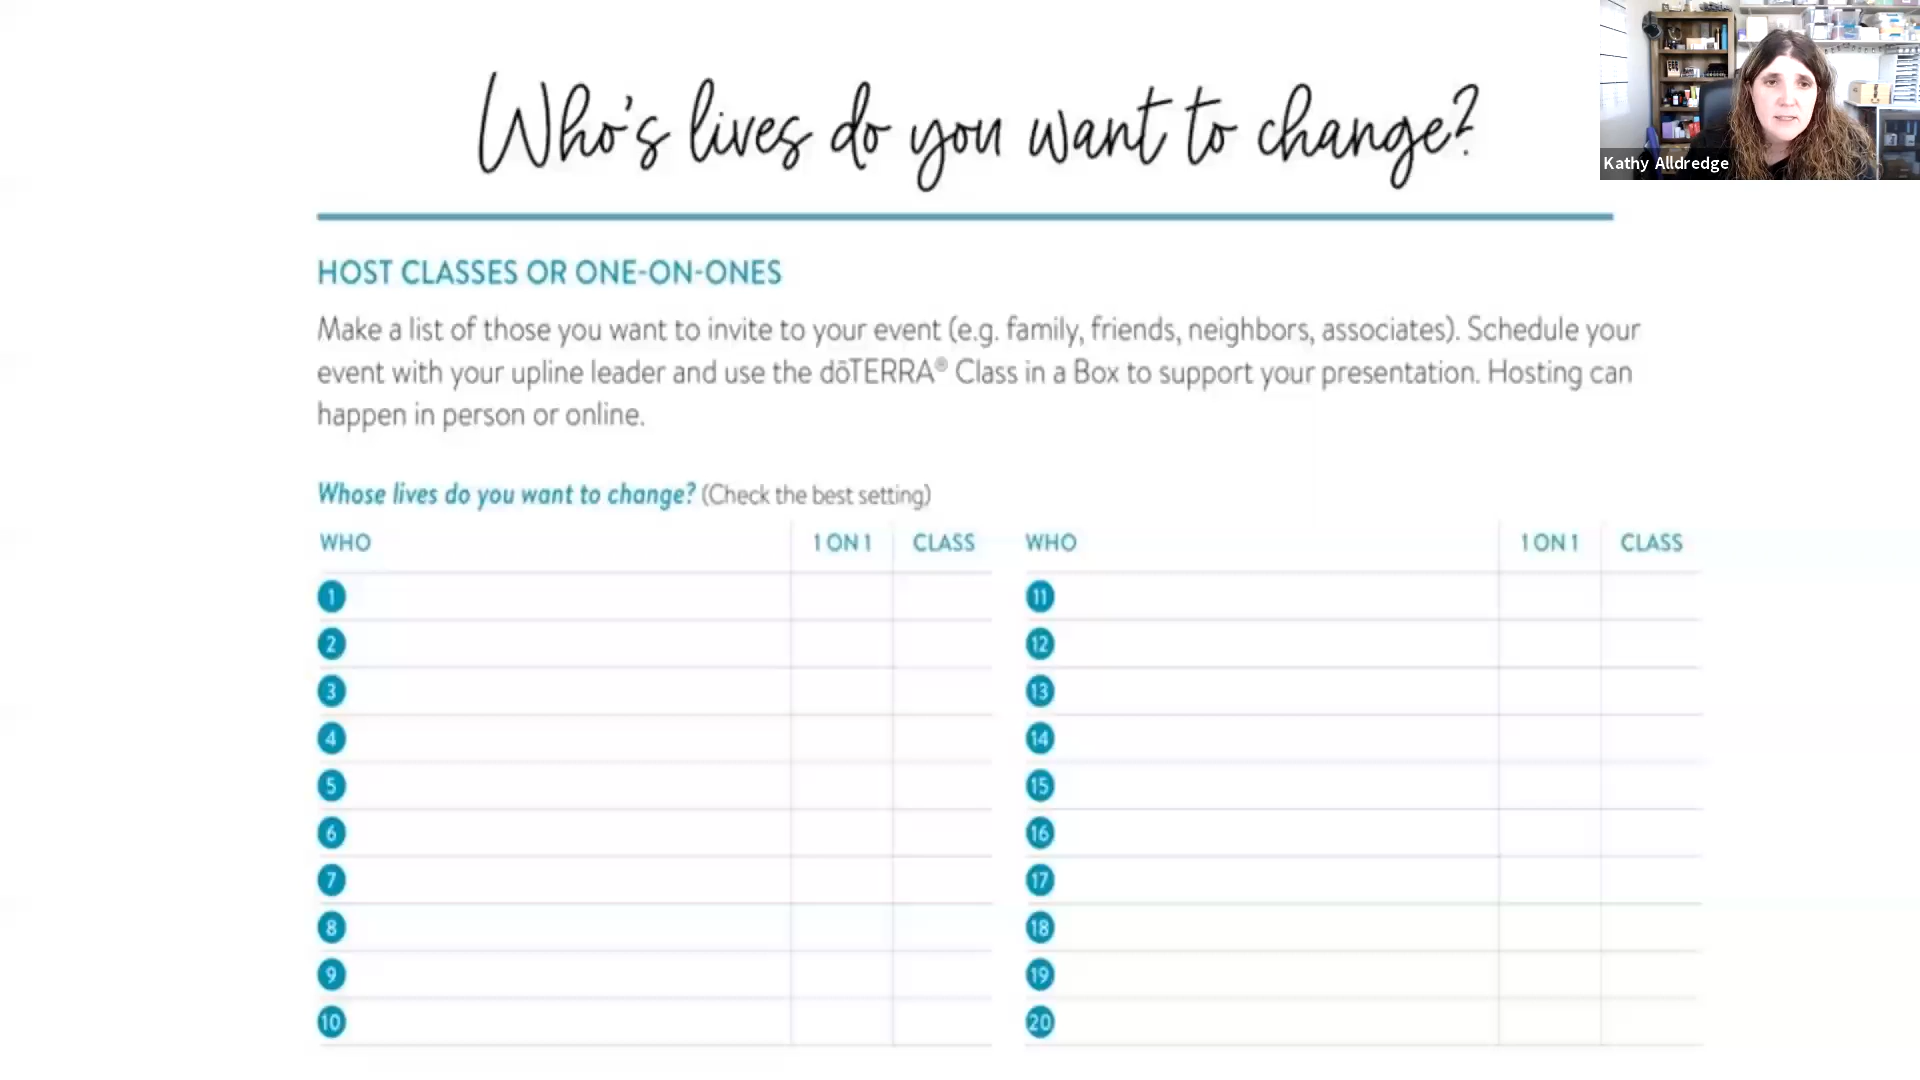 Who's lives do you want to change?
Kathy Alldredge
HOST CLASSES OR ONE-ON-ONES
Make a list of those you want to invite to your event (e.g. family, friends, neighbors, associates). Schedule your
event with your upline leader and use the dōTERRA® Class in a Box to support your presentation. Hosting can
happen in person or online.
Whose lives do you want to change? (Check the best setting)
WHO 1 ON 1 CLASS WHO 1 ON 1 CLASS
1 11
2 12
3 13
4 14
5 15
6 16
7 17
8 18
9 19
10 20